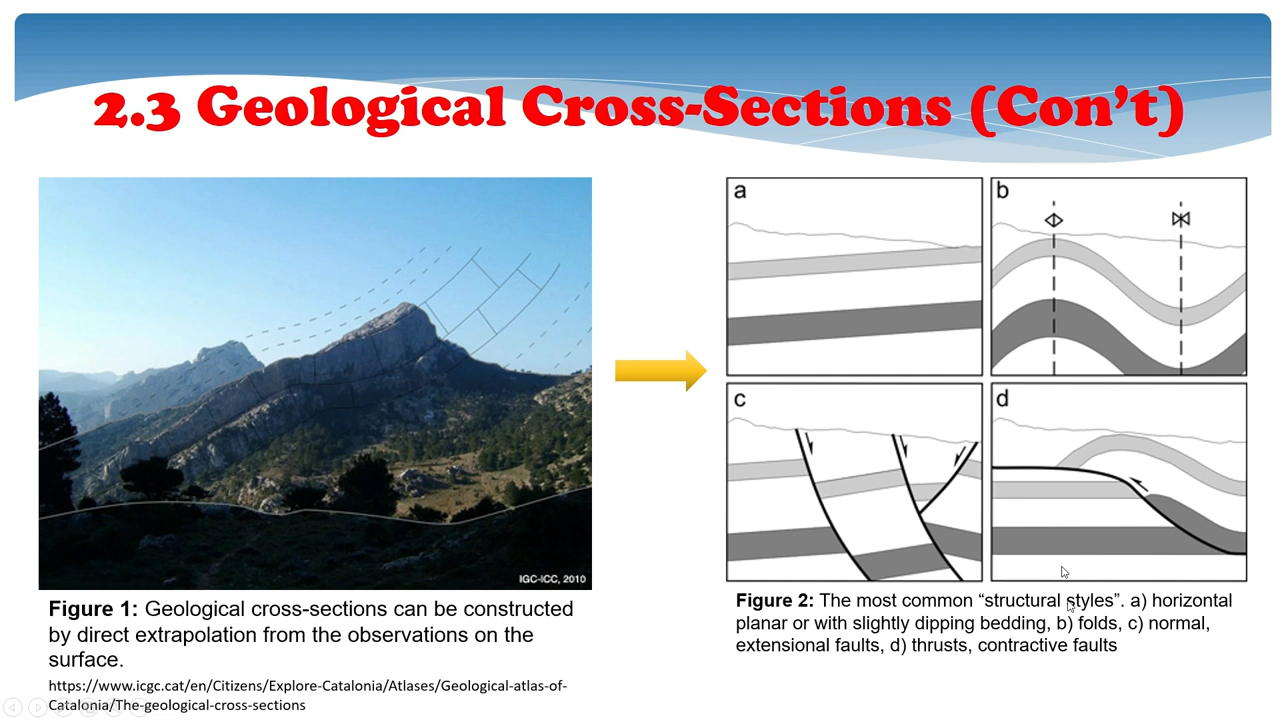 2.3 Geological Cross-Sections (Con’t)
IGC-ICC, 2010
Figure 1: Geological cross-sections can be constructed
by direct extrapolation from the observations on the
surface.
https://www.icgc.cat/en/Citizens/Explore-Catalonia/Atlases/Geological-atlas-of-
Catalonia/The-geological-cross-sections
a
b
c
d
Figure 2: The most common “structural styles”. a) horizontal
planar or with slightly dipping bedding, b) folds, c) normal,
extensional faults, d) thrusts, contractive faults